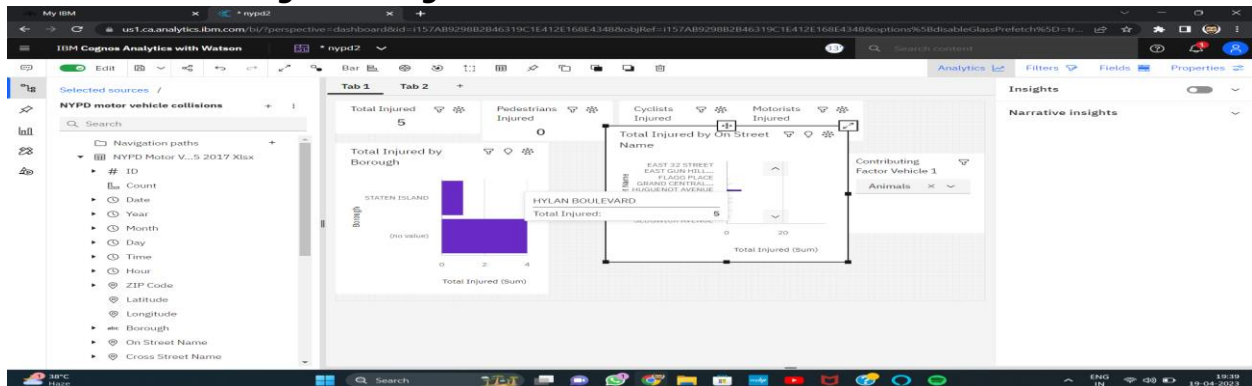 My IBM
* nypd2
us1.ca.analytics.ibm.com/bi/?perspective=dashboard&id=i157AB9298B2B46319C1E412E168E4348&objRef=i157AB9298B2B46319C1E412E168E4348&options%5BdisableGlassPrefetch%5D=tr...
IBM Cognos Analytics with Watson
* nypd2
13
Search content
Edit
Bar
Analytics
Filters
Fields
Properties
Selected sources /
NYPD motor vehicle collisions
Search
Navigation paths
NYPD Motor V...5 2017 Xlsx
# ID
Count
Date
Year
Month
Day
Time
Hour
ZIP Code
Latitude
Longitude
abc Borough
On Street Name
Cross Street Name
Tab 1
Tab 2
Total Injured
5
Pedestrians Injured
0
Cyclists Injured
Motorists Injured
Total Injured by Borough
Borough
STATEN ISLAND
(no value)
0 2 4
Total Injured (Sum)
Total Injured by On Street Name
EAST 32 STREET
EAST GUN HILL...
FLAGG PLACE
GRAND CENTRAL...
HUGUENOT AVENUE
SEDGWICK AVENUE
HYLAN BOULEVARD
Total Injured: 5
0 20
Total Injured (Sum)
Contributing Factor Vehicle 1
Animals
Insights
Narrative insights
38°C
Haze
Search
ENG
IN
19:39
19-04-2023